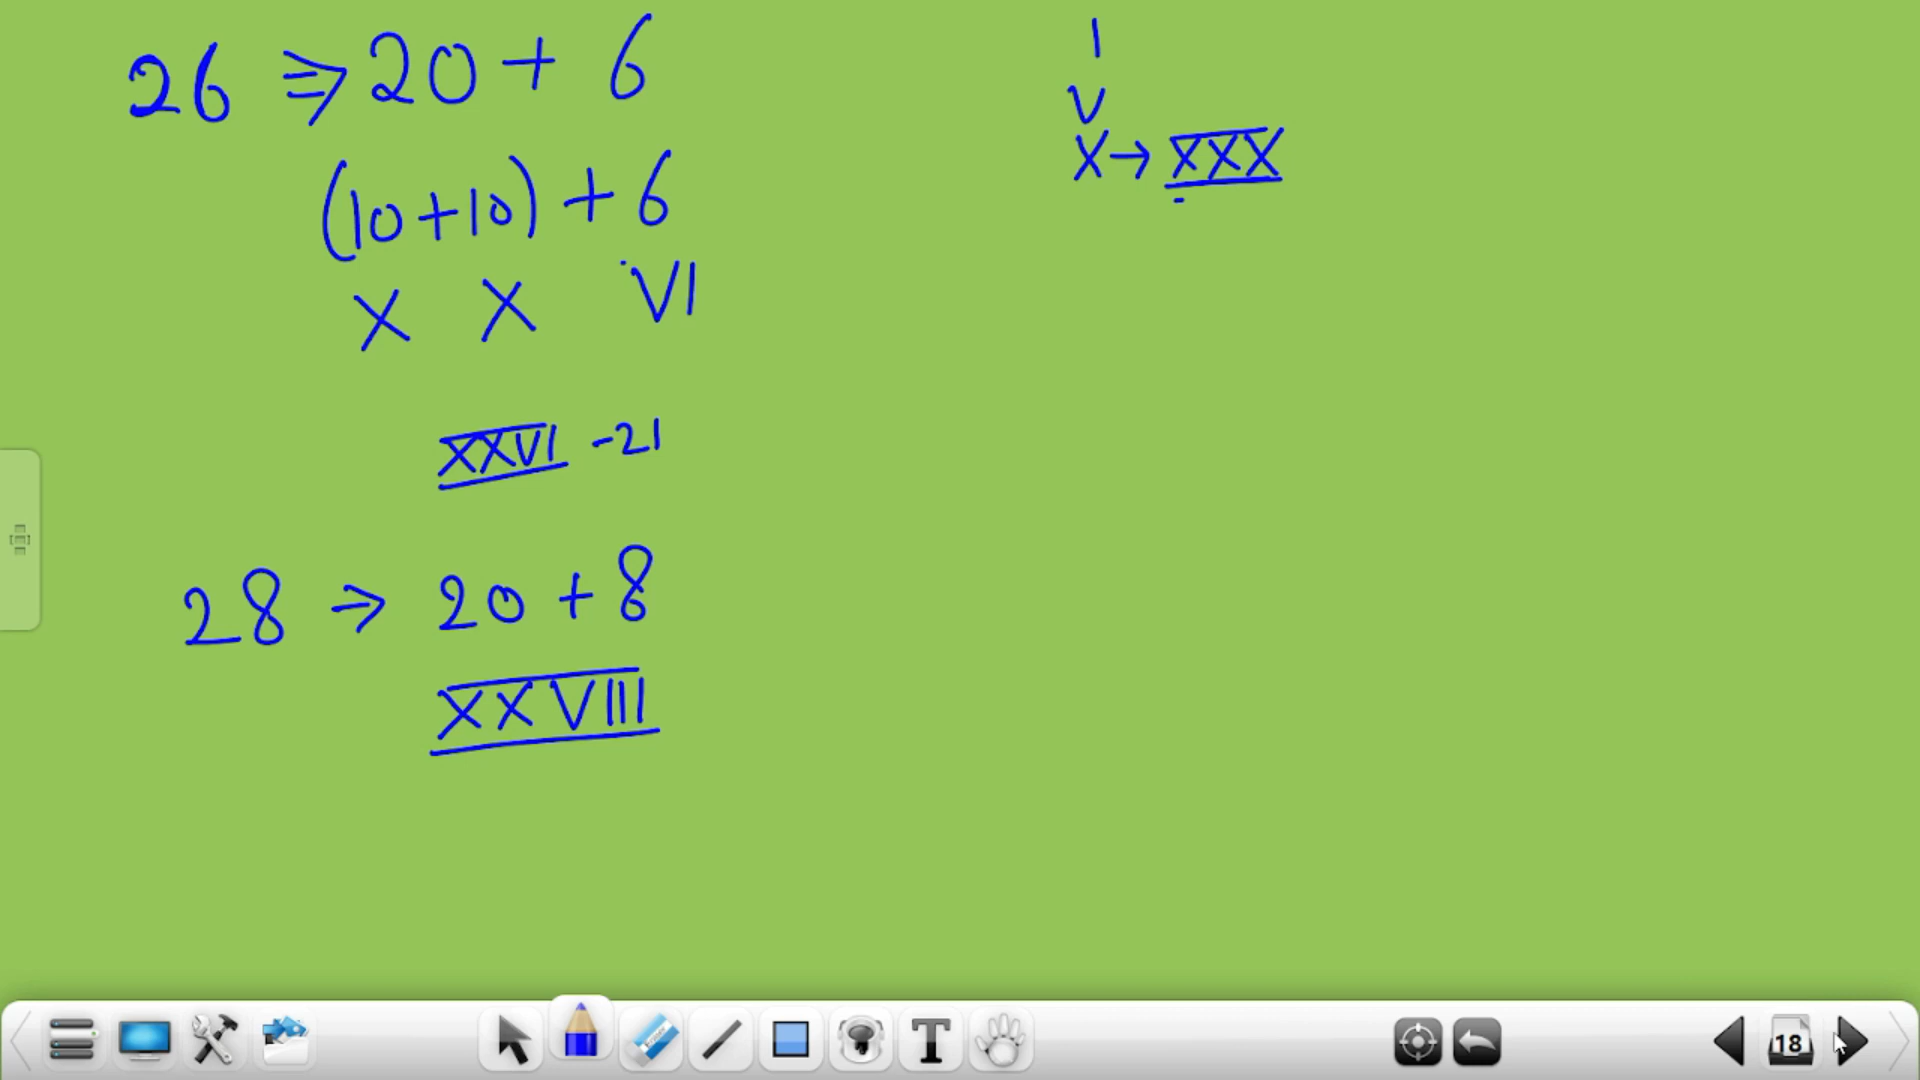 26 ⇒ 20 + 6
(10+10) + 6
X X VI
XXVI - 21
28 ⇒ 20 + 8
XXVIII
I
V
X → XXX
T
18